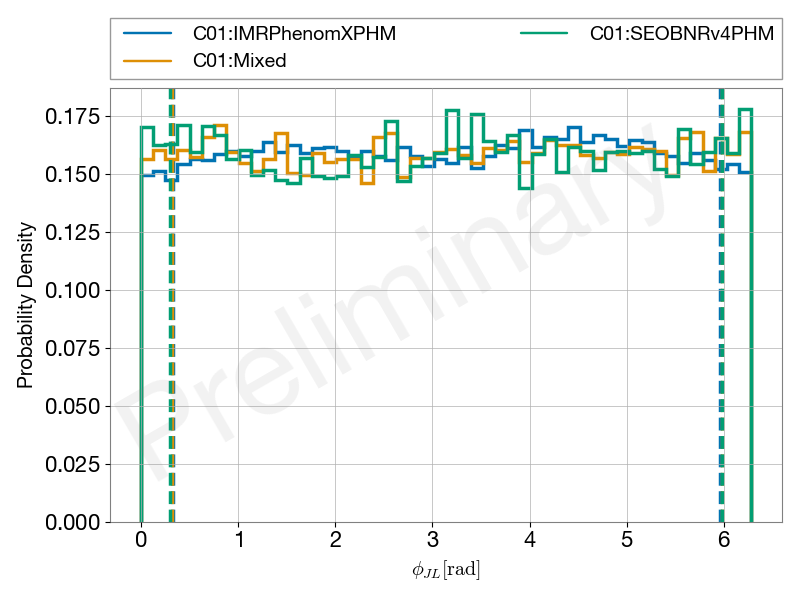 C01:IMRPhenomXPHM
C01:Mixed
C01:SEOBNRv4PHM
0.175
0.150
0.125
0.100
0.075
0.050
0.025
0.000
Probability Density
Preliminary
0 1 2 3 4 5 6
ϕ_JL[rad]